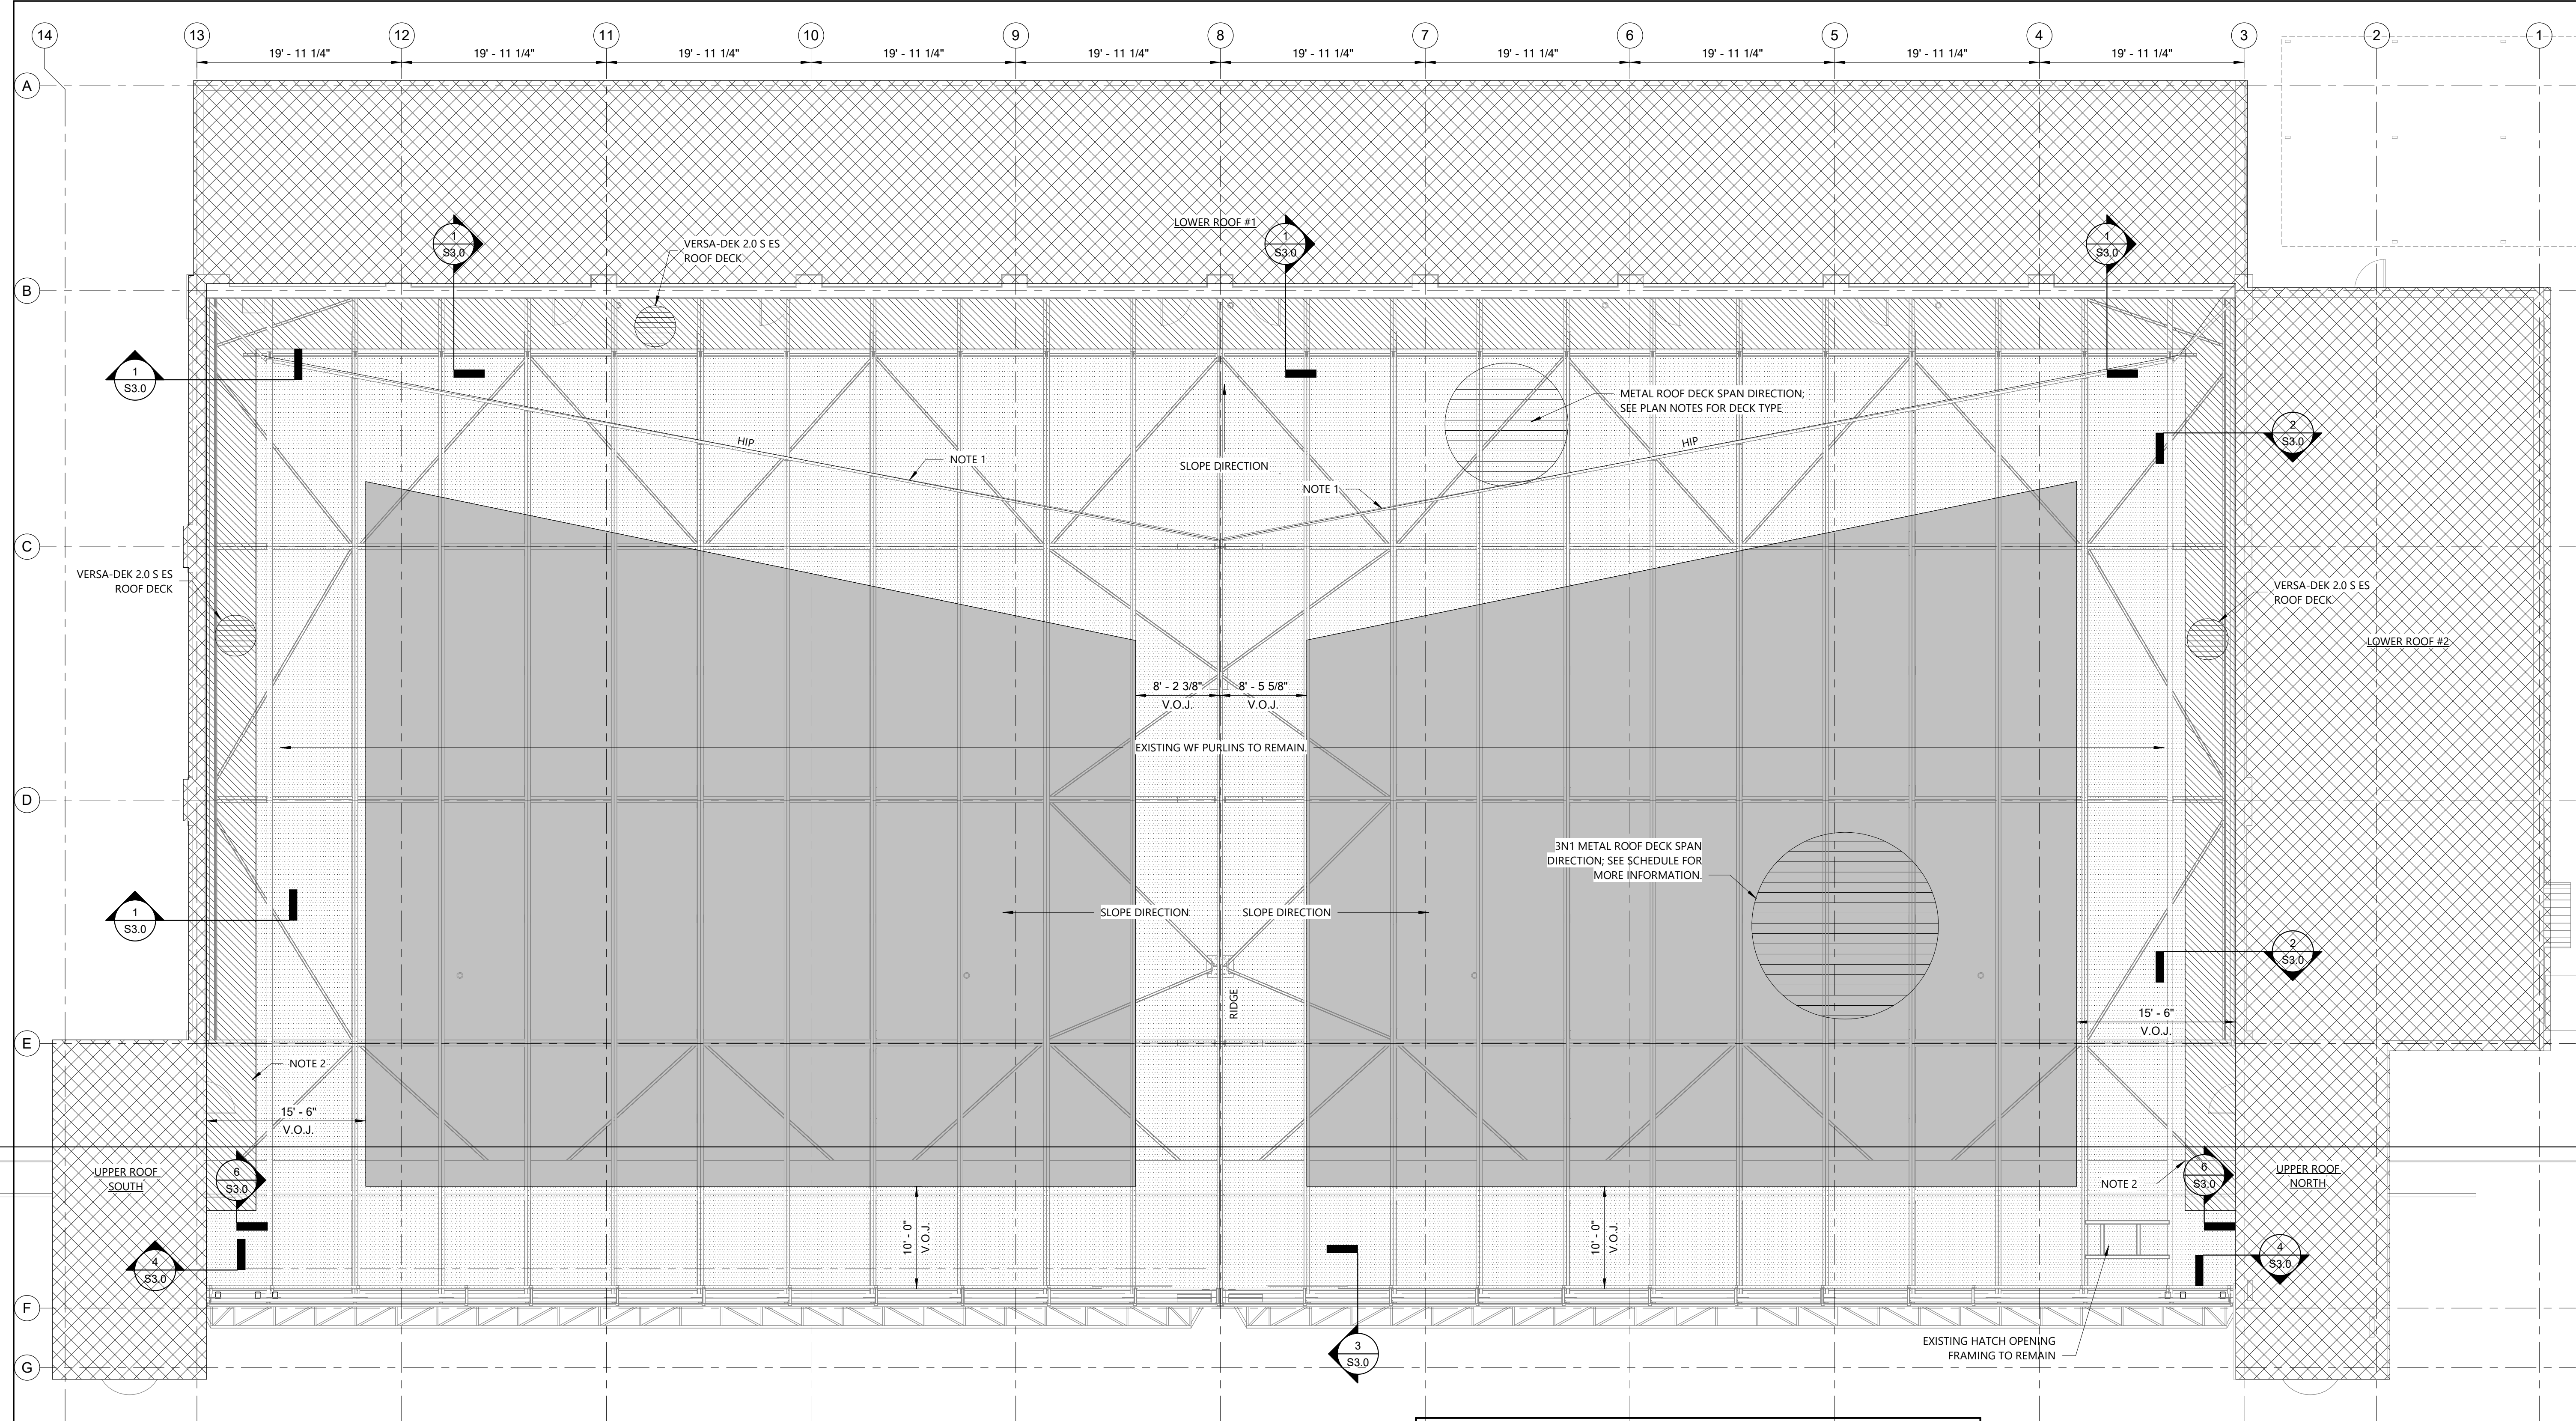 14
13
12
11
10
9
8
7
6
5
4
3
2
1
19' - 11 1/4"
19' - 11 1/4"
19' - 11 1/4"
19' - 11 1/4"
19' - 11 1/4"
19' - 11 1/4"
19' - 11 1/4"
19' - 11 1/4"
19' - 11 1/4"
19' - 11 1/4"
A
LOWER ROOF #1
1
S3.0
1
S3.0
1
S3.0
VERSA-DEK 2.0 S ES
ROOF DECK
B
1
S3.0
METAL ROOF DECK SPAN DIRECTION;
SEE PLAN NOTES FOR DECK TYPE
2
S3.0
HIP
HIP
NOTE 1
SLOPE DIRECTION
NOTE 1
C
VERSA-DEK 2.0 S ES
ROOF DECK
VERSA-DEK 2.0 S ES
ROOF DECK
LOWER ROOF #2
8' - 2 3/8"
V.O.J.
8' - 5 5/8"
V.O.J.
EXISTING WF PURLINS TO REMAIN.
D
3N1 METAL ROOF DECK SPAN
DIRECTION; SEE SCHEDULE FOR
MORE INFORMATION.
1
S3.0
SLOPE DIRECTION
SLOPE DIRECTION
2
S3.0
RIDGE
15' - 6"
V.O.J.
E
NOTE 2
15' - 6"
V.O.J.
UPPER ROOF
SOUTH
6
S3.0
6
S3.0
UPPER ROOF
NORTH
NOTE 2
10' - 0"
V.O.J.
10' - 0"
V.O.J.
4
S3.0
4
S3.0
F
3
S3.0
EXISTING HATCH OPENING
FRAMING TO REMAIN
G